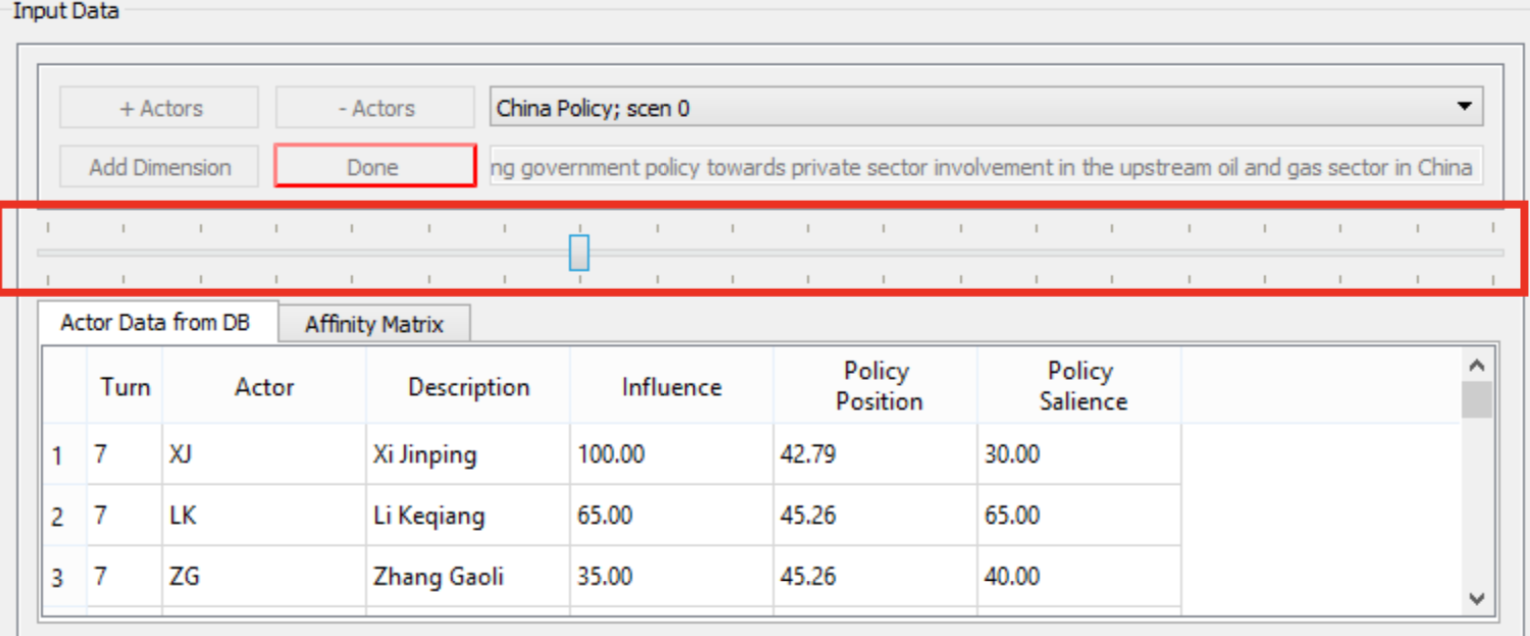 Input Data
+ Actors - Actors China Policy; scen 0
Add Dimension Done ng government policy towards private sector involvement in the upstream oil and gas sector in China
Actor Data from DB Affinity Matrix
Turn Actor Description Influence Policy Position Policy Salience
1 7 XJ Xi Jinping 100.00 42.79 30.00
2 7 LK Li Keqiang 65.00 45.26 65.00
3 7 ZG Zhang Gaoli 35.00 45.26 40.00